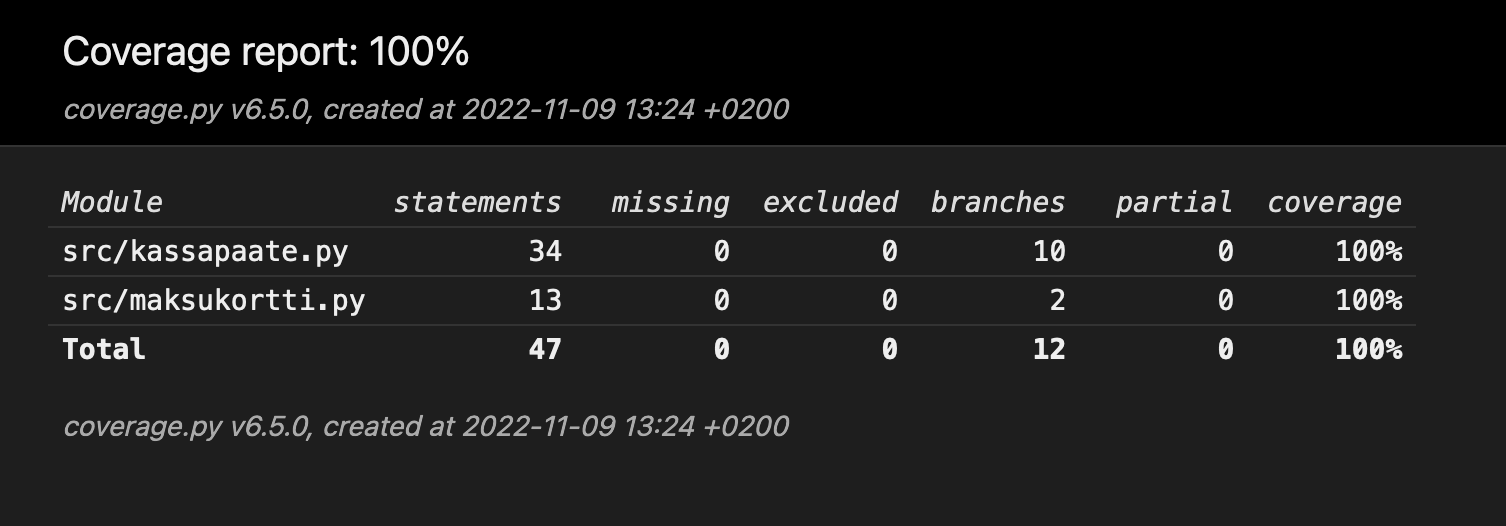 Coverage report: 100%
coverage.py v6.5.0, created at 2022-11-09 13:24 +0200
Module statements missing excluded branches partial coverage
src/kassapaate.py 34 0 0 10 0 100%
src/maksukortti.py 13 0 0 2 0 100%
Total 47 0 0 12 0 100%
coverage.py v6.5.0, created at 2022-11-09 13:24 +0200